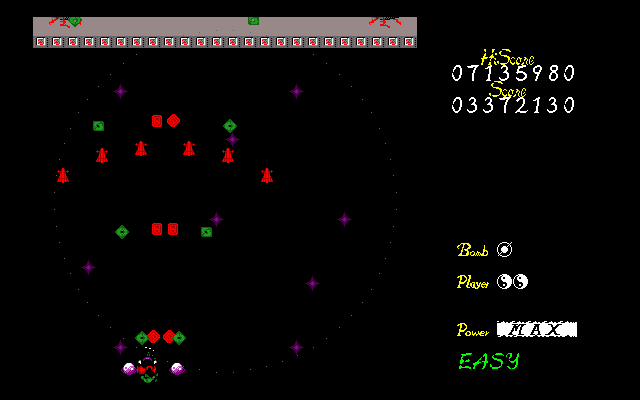 HiScore
07135980
Score
03372130
Bomb
Player
Power MAX
EASY